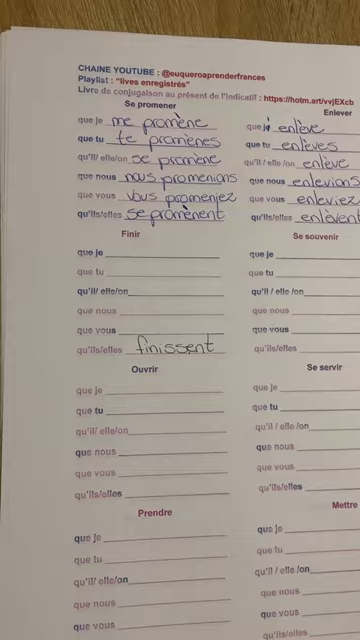 CHAINE YOUTUBE : @euqueroaprenderfrances
Playlist : "lives enregistrés"
Livre de conjugaison au présent de l'indicatif : https://hotm.art/vvjEXcb
Se promener
que je me promène
que tu te promènes
qu'il/ elle/on se promène
que nous nous promenions
que vous vous promeniez
qu'ils/elles se promènent
Finir
que je
que tu
qu'il/ elle/on
que nous
que vous
qu'ils/elles finissent
Ouvrir
que je
que tu
qu'il/ elle/on
que nous
que vous
qu'ils/elles
Prendre
que je
que tu
qu'il/ elle/on
que nous
que vous
Enlever
que j' enlève
que tu enlèves
qu'il / elle /on enlève
que nous enlevions
que vous enleviez
qu'ils/elles enlèvent
Se souvenir
que je
que tu
qu'il / elle /on
que nous
que vous
qu'ils/elles
Se servir
que je
que tu
qu'il / elle /on
que nous
que vous
qu'ils/elles
Mettre
que je
que tu
qu'il / elle /on
que nous
que vous
qu'ils/elles